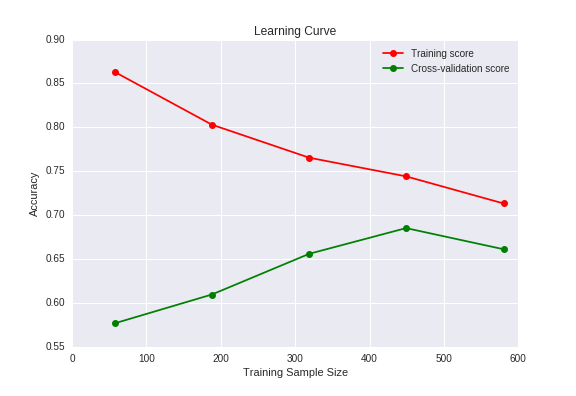 Learning Curve
Training score
Cross-validation score
0.90
0.85
0.80
0.75
0.70
0.65
0.60
0.55
Accuracy
0 100 200 300 400 500 600
Training Sample Size